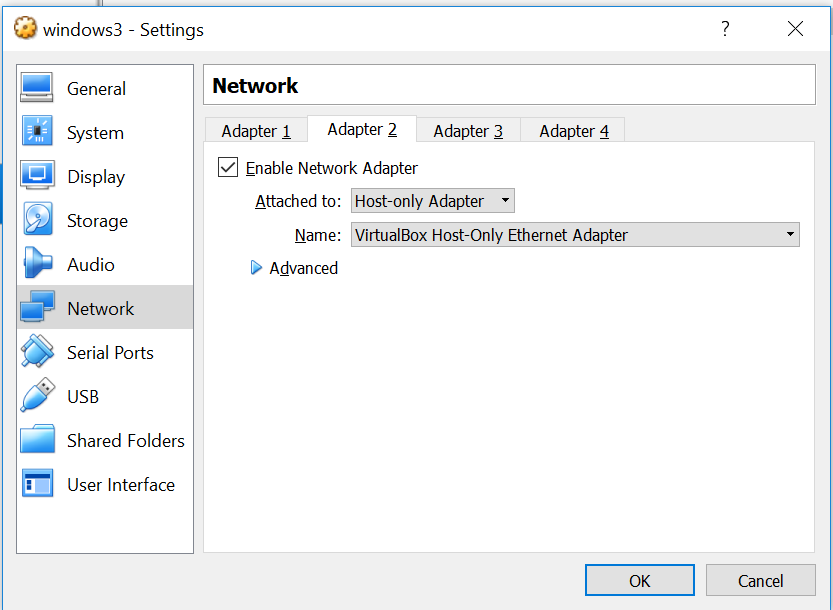 windows3 - Settings
?
General
System
Display
Storage
Audio
Network
Serial Ports
USB
Shared Folders
User Interface
Network
Adapter 1 Adapter 2 Adapter 3 Adapter 4
Enable Network Adapter
Attached to: Host-only Adapter
Name: VirtualBox Host-Only Ethernet Adapter
Advanced
OK Cancel